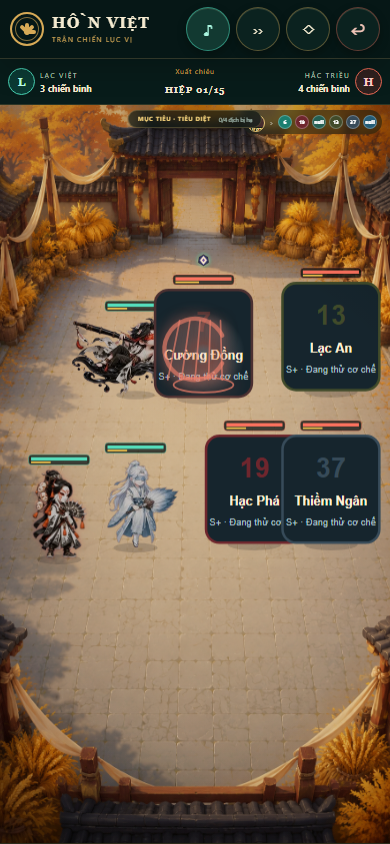 HỒN VIỆT
TRẬN CHIẾN LỤC VỊ
L
LẠC VIỆT
3 chiến binh
Xuất chiêu
HIỆP 01/15
HẮC TRIỀU
4 chiến binh
H
MỤC TIÊU · TIÊU DIỆT
0/4 địch bị hạ
6
19
13
37
13
Lạc An
S+ · Đang thử cơ chế
Cường Đồng
S+ · Đang thử cơ chế
19
Hạc Phá
S+ · Đang thử cơ
37
Thiềm Ngân
S+ · Đang thử cơ chế